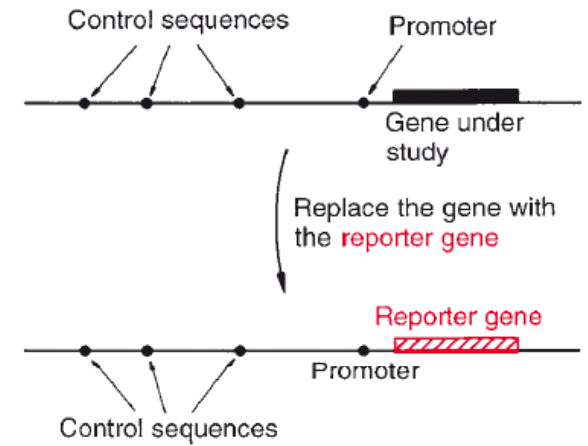 Control sequences
Promoter
Gene under
study
Replace the gene with
the reporter gene
Reporter gene
Promoter
Control sequences